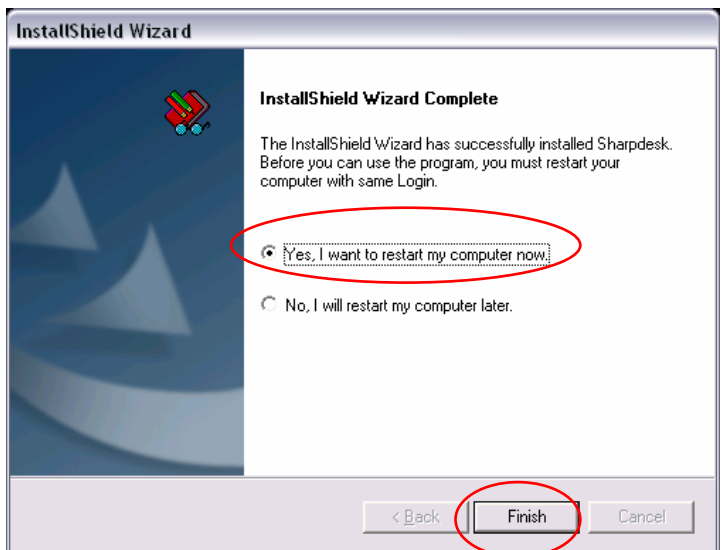 InstallShield Wizard
InstallShield Wizard Complete
The InstallShield Wizard has successfully installed Sharpdesk.
Before you can use the program, you must restart your
computer with same Login.
Yes, I want to restart my computer now.
No, I will restart my computer later.
< Back
Finish
Cancel